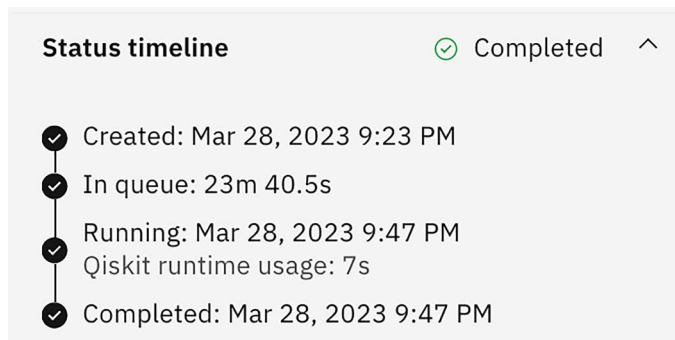 Status timeline
Completed
Created: Mar 28, 2023 9:23 PM
In queue: 23m 40.5s
Running: Mar 28, 2023 9:47 PM
Qiskit runtime usage: 7s
Completed: Mar 28, 2023 9:47 PM